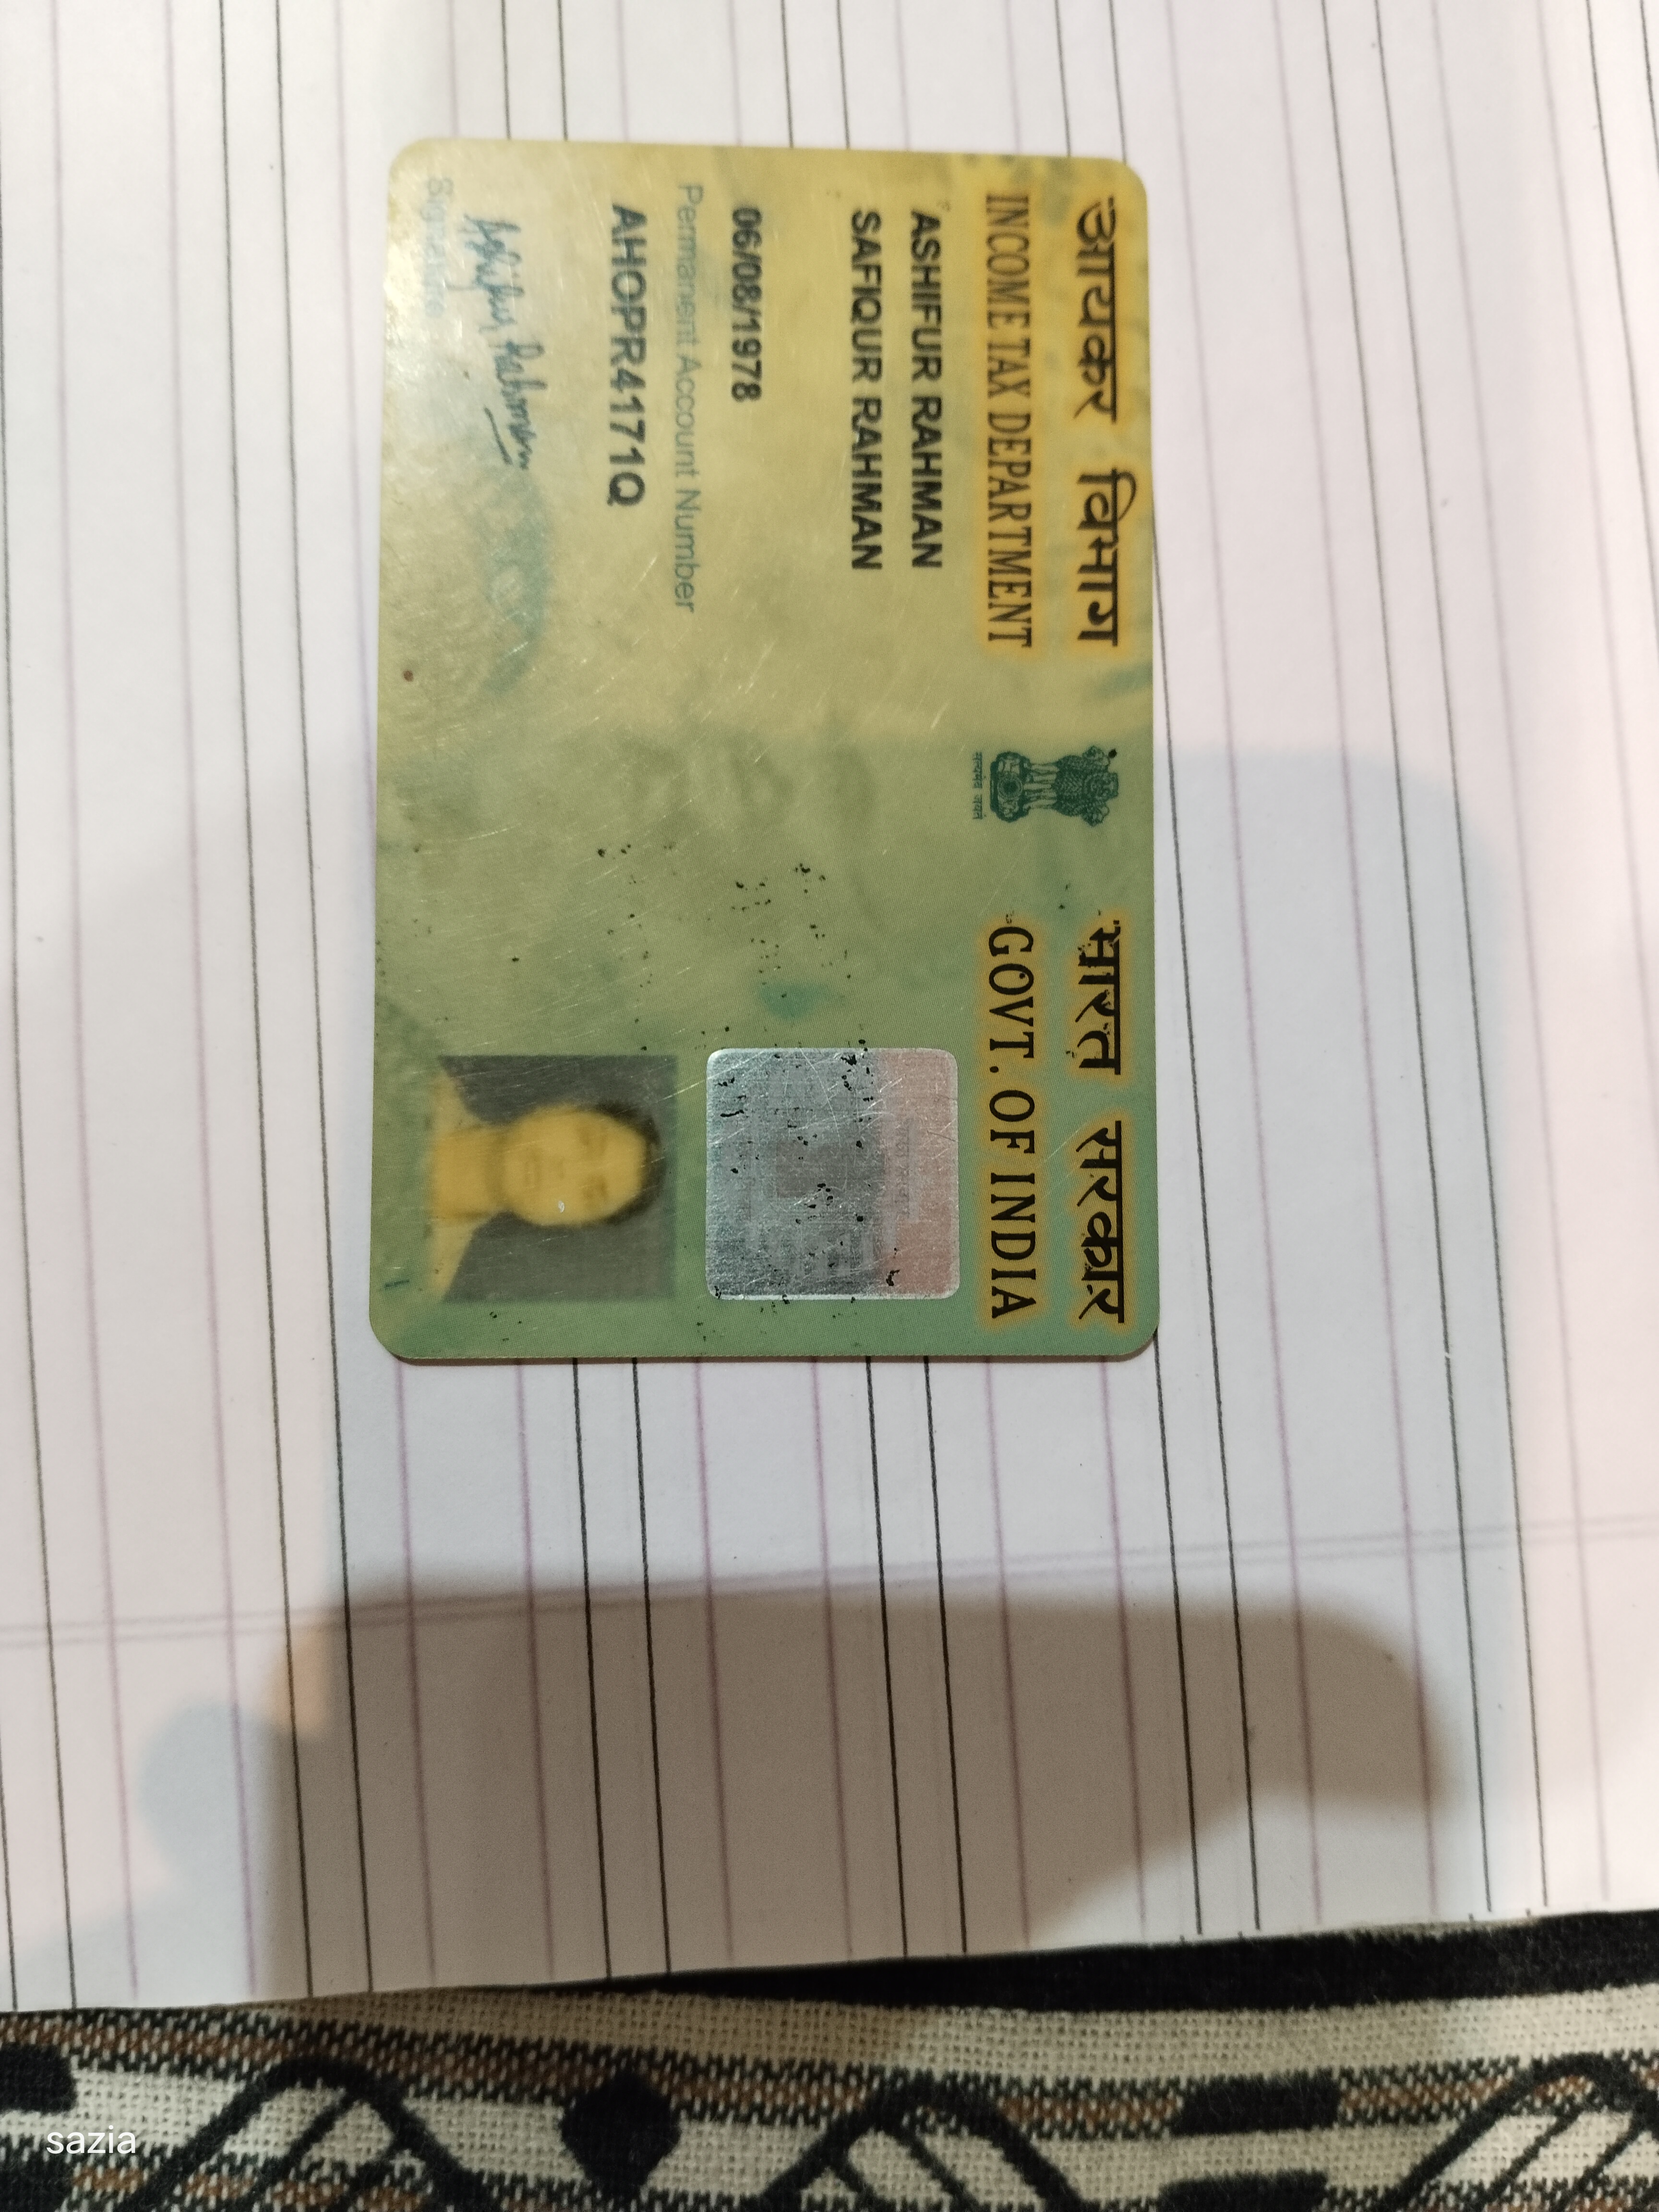 आयकर विभाग
INCOME TAX DEPARTMENT
सत्यमेव जयते
भारत सरकार
GOVT. OF INDIA
ASHIFUR RAHMAN
SAFIQUR RAHMAN
06/08/1978
Permanent Account Number
AHOPR4171Q
Ashifur Rahman
Signature
sazia